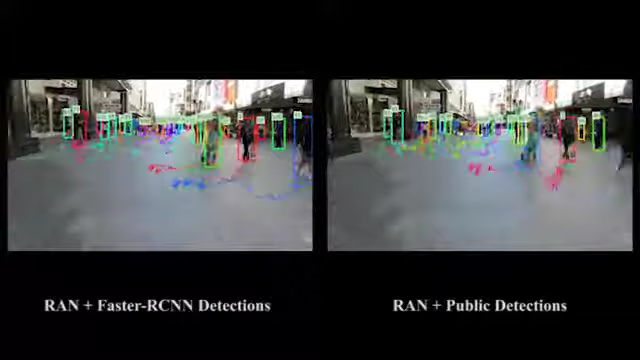 RAN + Faster-RCNN Detections
RAN + Public Detections